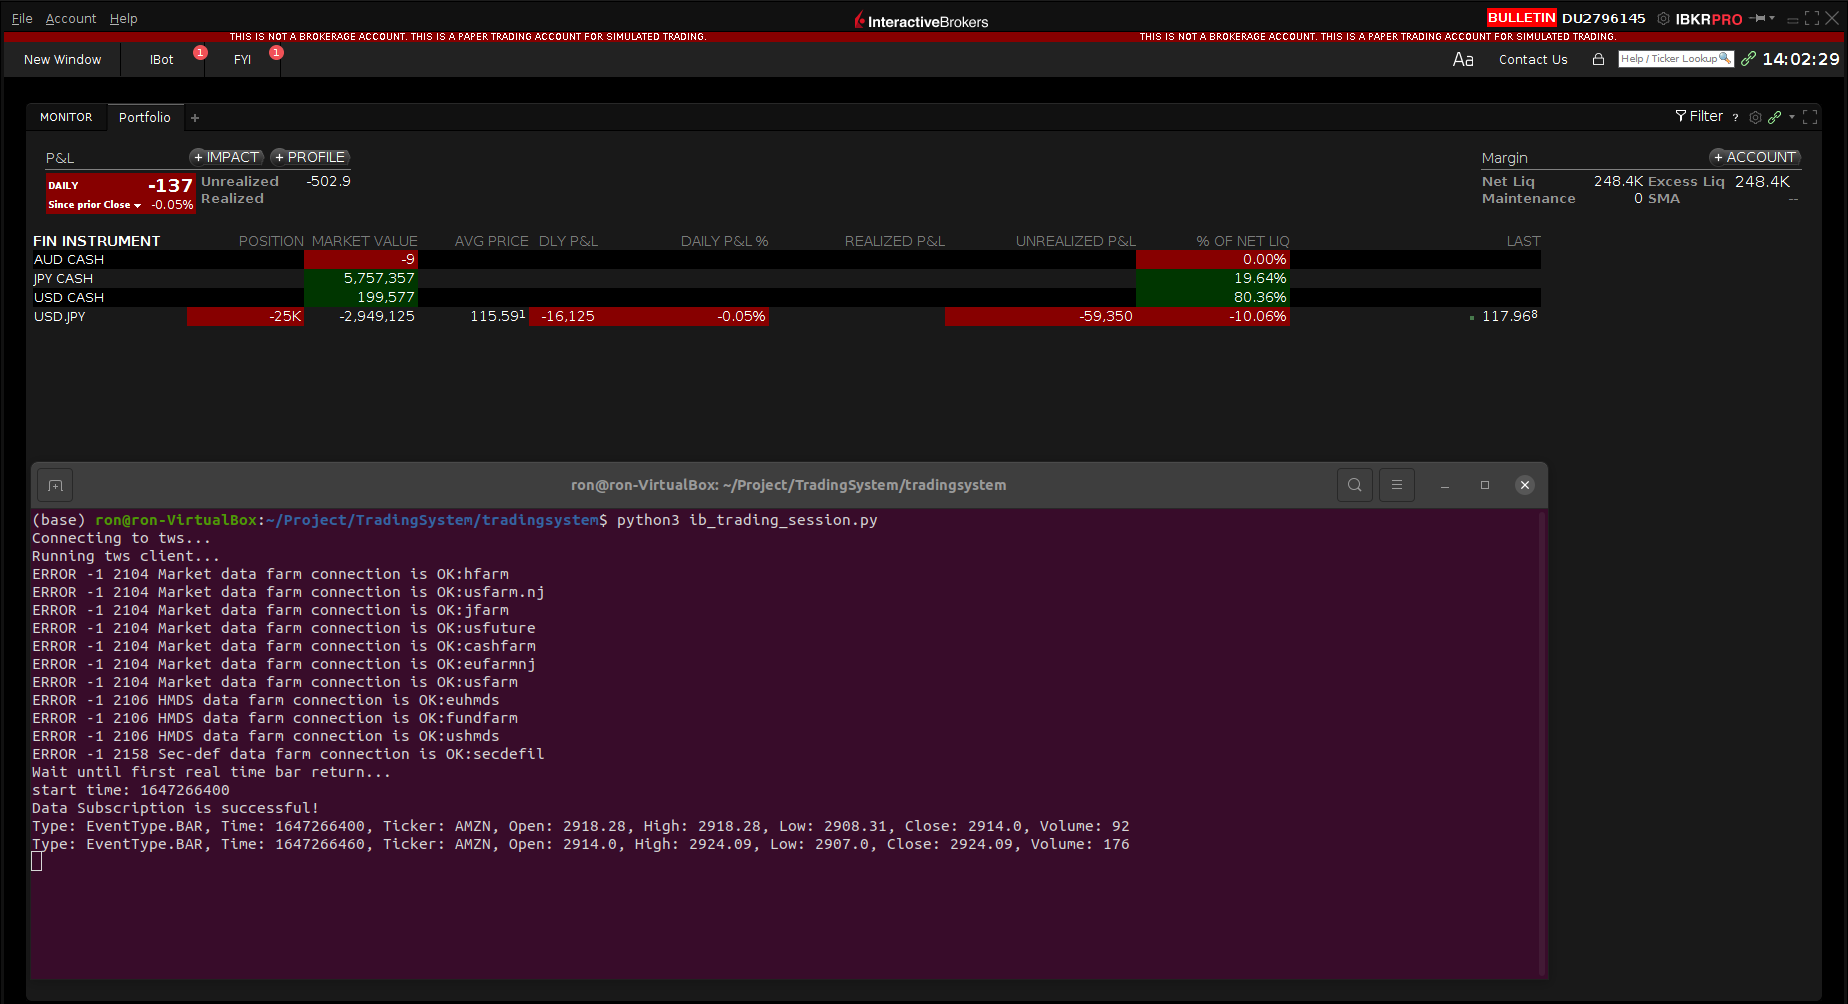 File Account Help
InteractiveBrokers
BULLETIN DU2796145 IBKRPRO
THIS IS NOT A BROKERAGE ACCOUNT. THIS IS A PAPER TRADING ACCOUNT FOR SIMULATED TRADING.
THIS IS NOT A BROKERAGE ACCOUNT. THIS IS A PAPER TRADING ACCOUNT FOR SIMULATED TRADING.
New Window IBot 1 FYI 1
Aa Contact Us Help / Ticker Lookup 14:02:29
MONITOR Portfolio +
Filter ?
P&L + IMPACT + PROFILE
Margin + ACCOUNT
DAILY -137 Unrealized -502.9
Net Liq 248.4K Excess Liq 248.4K
Since prior Close -0.05% Realized
Maintenance 0 SMA --
FIN INSTRUMENT POSITION MARKET VALUE AVG PRICE DLY P&L DAILY P&L % REALIZED P&L UNREALIZED P&L % OF NET LIQ LAST
AUD CASH -9 0.00%
JPY CASH 5,757,357 19.64%
USD CASH 199,577 80.36%
USD.JPY -25K -2,949,125 115.591 -16,125 -0.05% -59,350 -10.06% 117.968
ron@ron-VirtualBox: ~/Project/TradingSystem/tradingsystem
(base) ron@ron-VirtualBox:~/Project/TradingSystem/tradingsystem$ python3 ib_trading_session.py
Connecting to tws...
Running tws client...
ERROR -1 2104 Market data farm connection is OK:hfarm
ERROR -1 2104 Market data farm connection is OK:usfarm.nj
ERROR -1 2104 Market data farm connection is OK:jfarm
ERROR -1 2104 Market data farm connection is OK:usfuture
ERROR -1 2104 Market data farm connection is OK:cashfarm
ERROR -1 2104 Market data farm connection is OK:eufarmnj
ERROR -1 2104 Market data farm connection is OK:usfarm
ERROR -1 2106 HMDS data farm connection is OK:euhmds
ERROR -1 2106 HMDS data farm connection is OK:fundfarm
ERROR -1 2106 HMDS data farm connection is OK:ushmds
ERROR -1 2158 Sec-def data farm connection is OK:secdefil
Wait until first real time bar return...
start time: 1647266400
Data Subscription is successful!
Type: EventType.BAR, Time: 1647266400, Ticker: AMZN, Open: 2918.28, High: 2918.28, Low: 2908.31, Close: 2914.0, Volume: 92
Type: EventType.BAR, Time: 1647266460, Ticker: AMZN, Open: 2914.0, High: 2924.09, Low: 2907.0, Close: 2924.09, Volume: 176